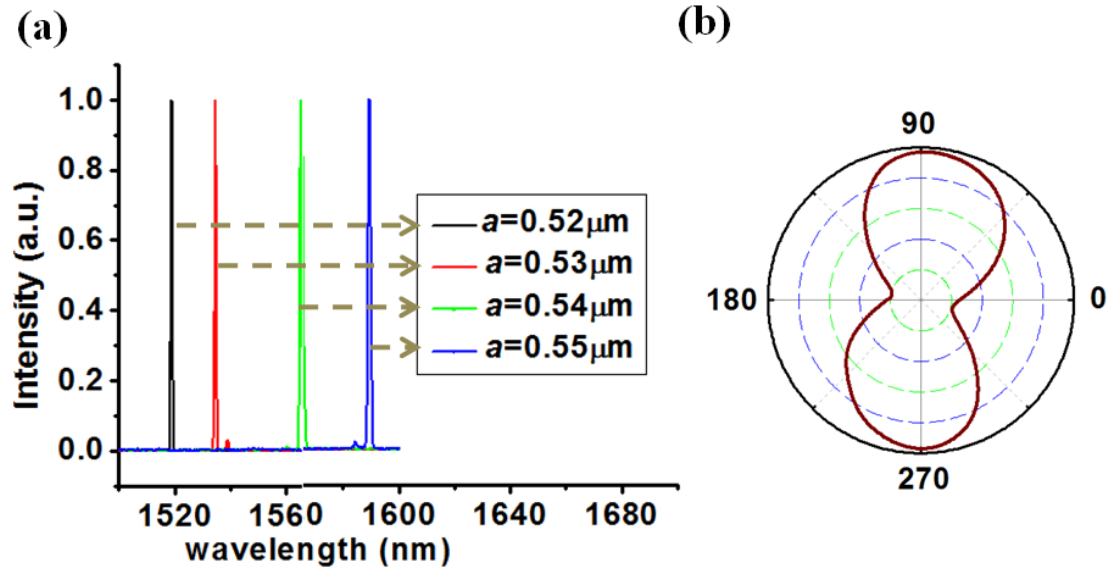 (a)
(b)
Intensity (a.u.)
1.0
0.8
0.6
0.4
0.2
0.0
a=0.52μm
a=0.53μm
a=0.54μm
a=0.55μm
1520 1560 1600 1640 1680
wavelength (nm)
90
180
0
270